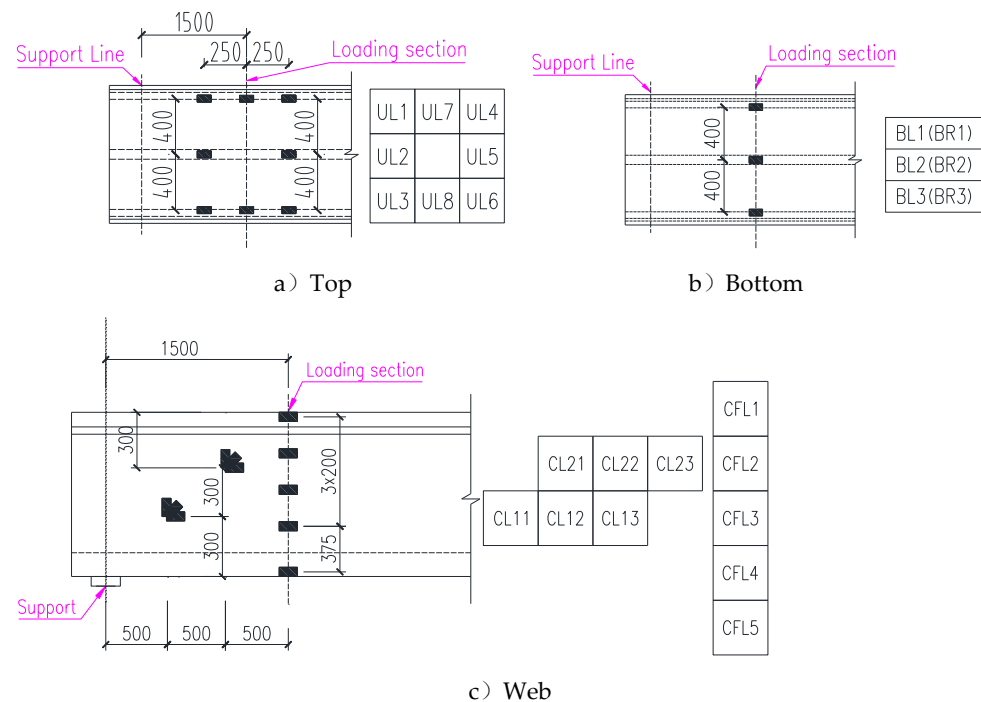 1500
Support Line
Loading section
250 250
400 400
400 400
UL1 UL7 UL4
UL2 UL5
UL3 UL8 UL6
a）Top
Support Line
Loading section
400
400
BL1(BR1)
BL2(BR2)
BL3(BR3)
b）Bottom
1500
Loading section
300
300
300
3x200
375
Support
500 500 500
CL21 CL22 CL23
CL11 CL12 CL13
CFL1
CFL2
CFL3
CFL4
CFL5
c）Web